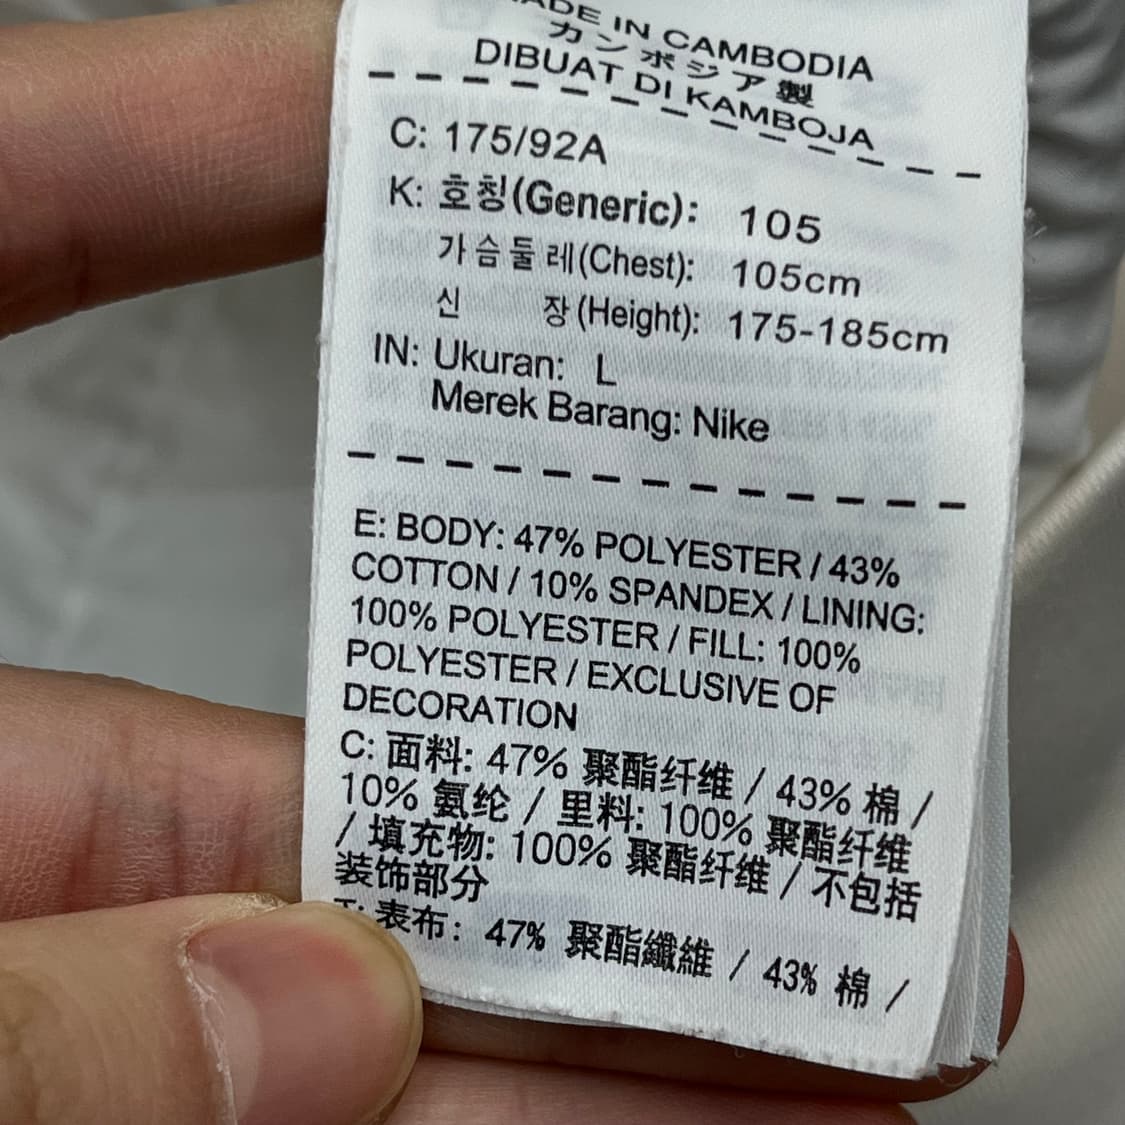 MADE IN CAMBODIA
カンボジア製
DIBUAT DI KAMBOJA
C: 175/92A
K: 호칭(Generic): 105
가슴둘레(Chest): 105cm
신 장(Height): 175-185cm
IN: Ukuran: L
Merek Barang: Nike
E: BODY: 47% POLYESTER / 43%
COTTON / 10% SPANDEX / LINING:
100% POLYESTER / FILL: 100%
POLYESTER / EXCLUSIVE OF
DECORATION
C: 面料: 47% 聚酯纤维 / 43% 棉 /
10% 氨纶 / 里料: 100% 聚酯纤维
/ 填充物: 100% 聚酯纤维 / 不包括
装饰部分
T: 表布: 47% 聚酯纖維 / 43% 棉 /